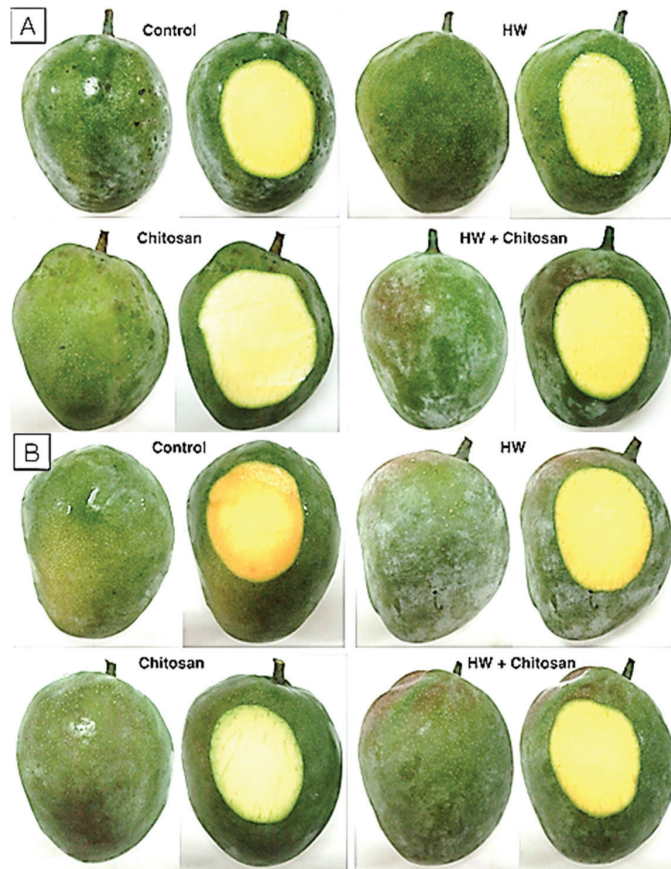 A
Control
HW
Chitosan
HW + Chitosan
B
Control
HW
Chitosan
HW + Chitosan